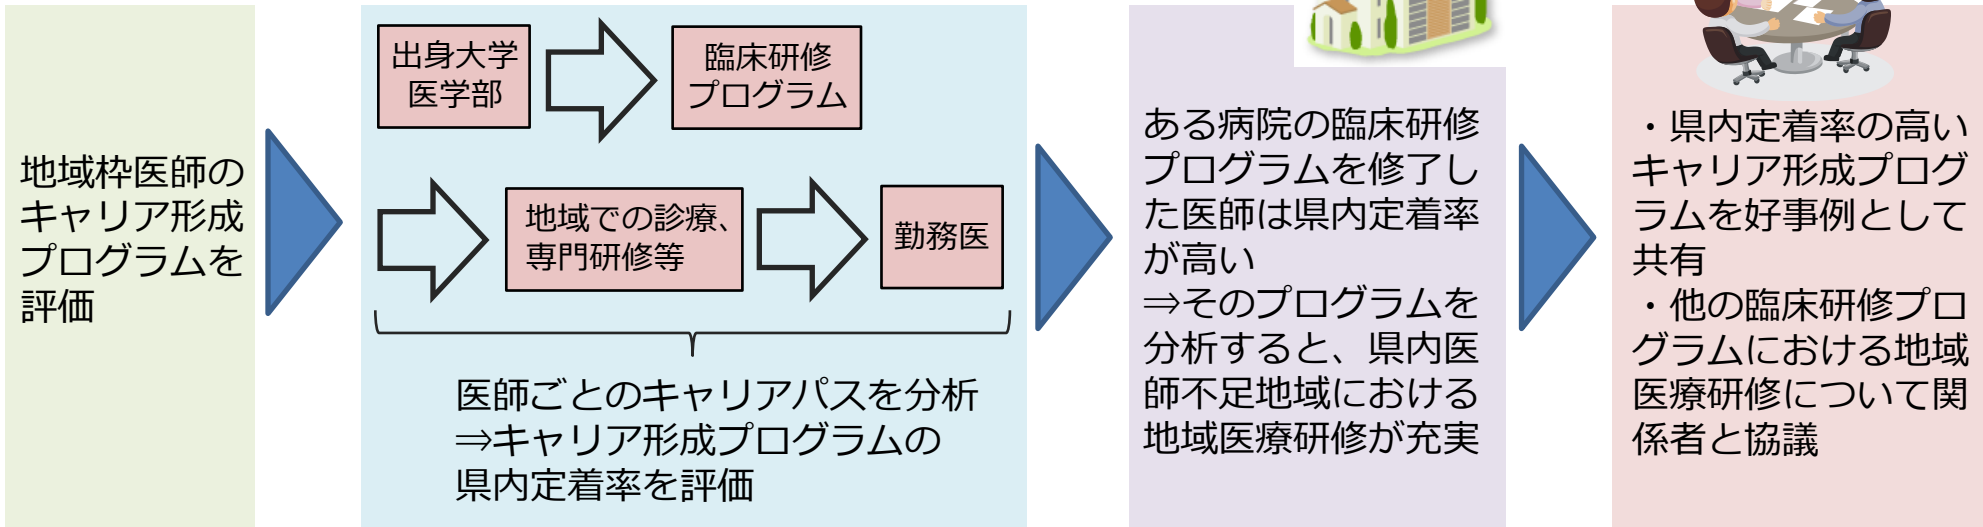 地域枠医師の
キャリア形成
プログラムを
評価
出身大学
医学部
臨床研修
プログラム
地域での診療、
専門研修等
勤務医
医師ごとのキャリアパスを分析
⇒キャリア形成プログラムの
県内定着率を評価
ある病院の臨床研修
プログラムを修了し
た医師は県内定着率
が高い
⇒そのプログラムを
分析すると、県内医
師不足地域における
地域医療研修が充実
・県内定着率の高い
キャリア形成プログ
ラムを好事例として
共有
・他の臨床研修プロ
グラムにおける地域
医療研修について関
係者と協議